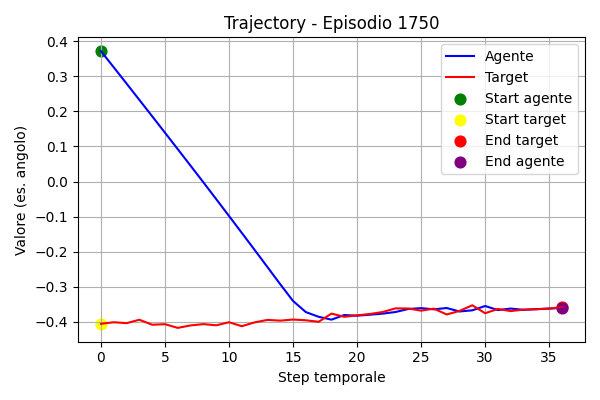 Trajectory - Episodio 1750
Agente
Target
Start agente
Start target
End target
End agente
Valore (es. angolo)
0.4
0.3
0.2
0.1
0.0
−0.1
−0.2
−0.3
−0.4
0 5 10 15 20 25 30 35
Step temporale